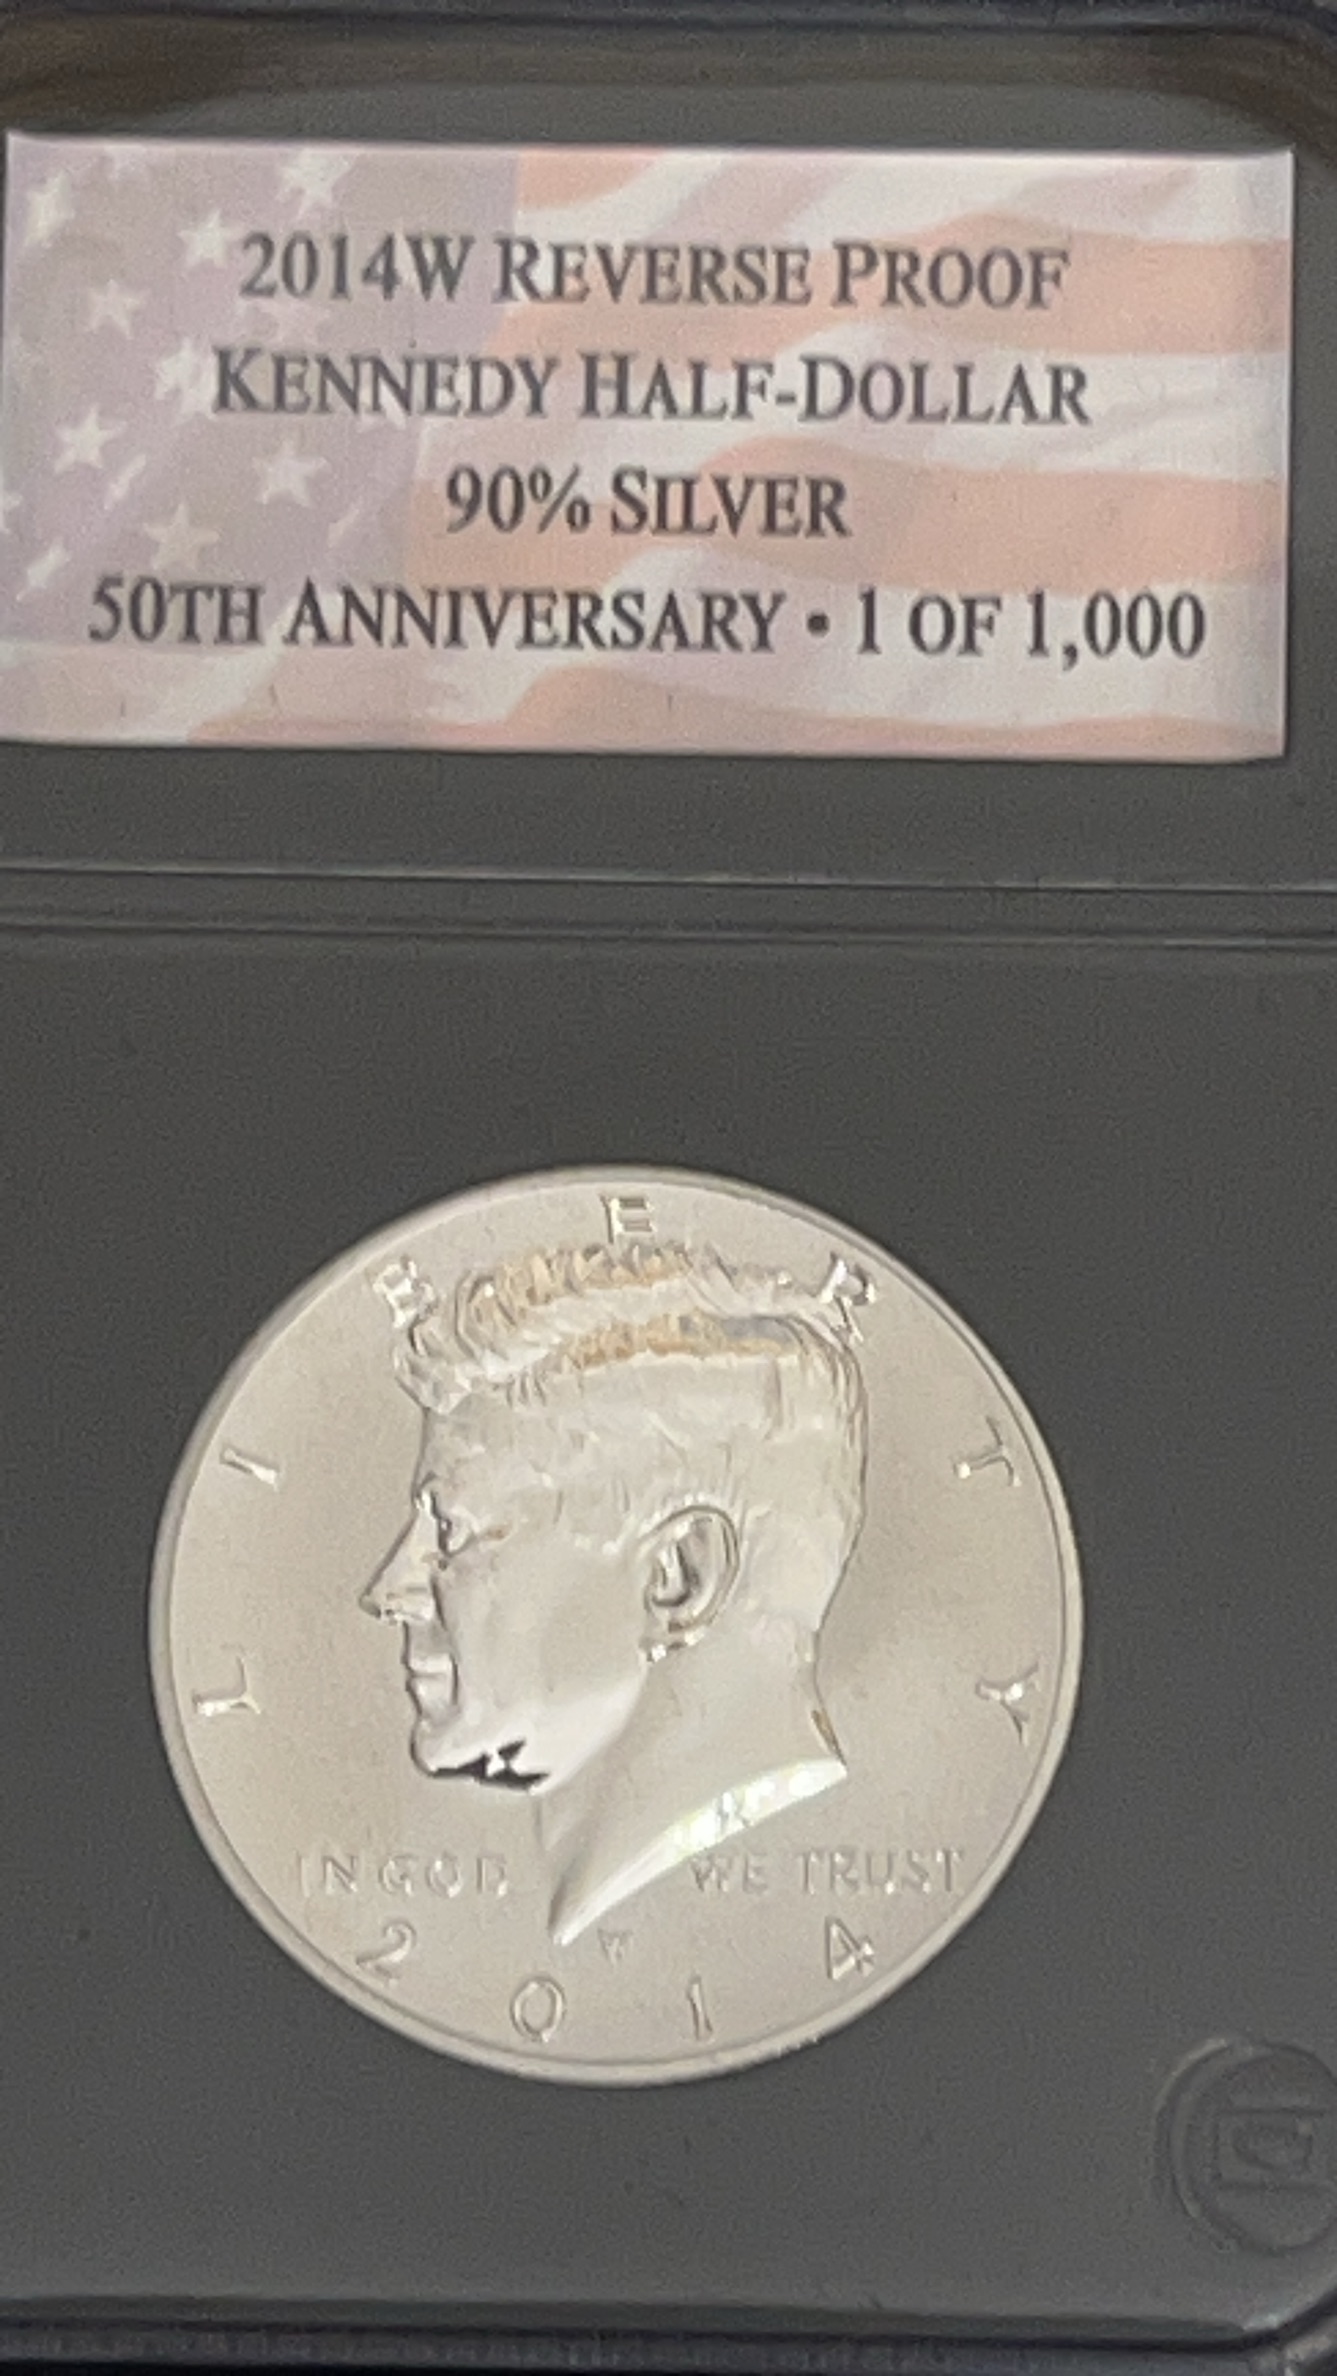 2014W REVERSE PROOF
KENNEDY HALF-DOLLAR
90% SILVER
50TH ANNIVERSARY • 1 OF 1,000
LIBERTY
IN GOD WE TRUST
W
2014